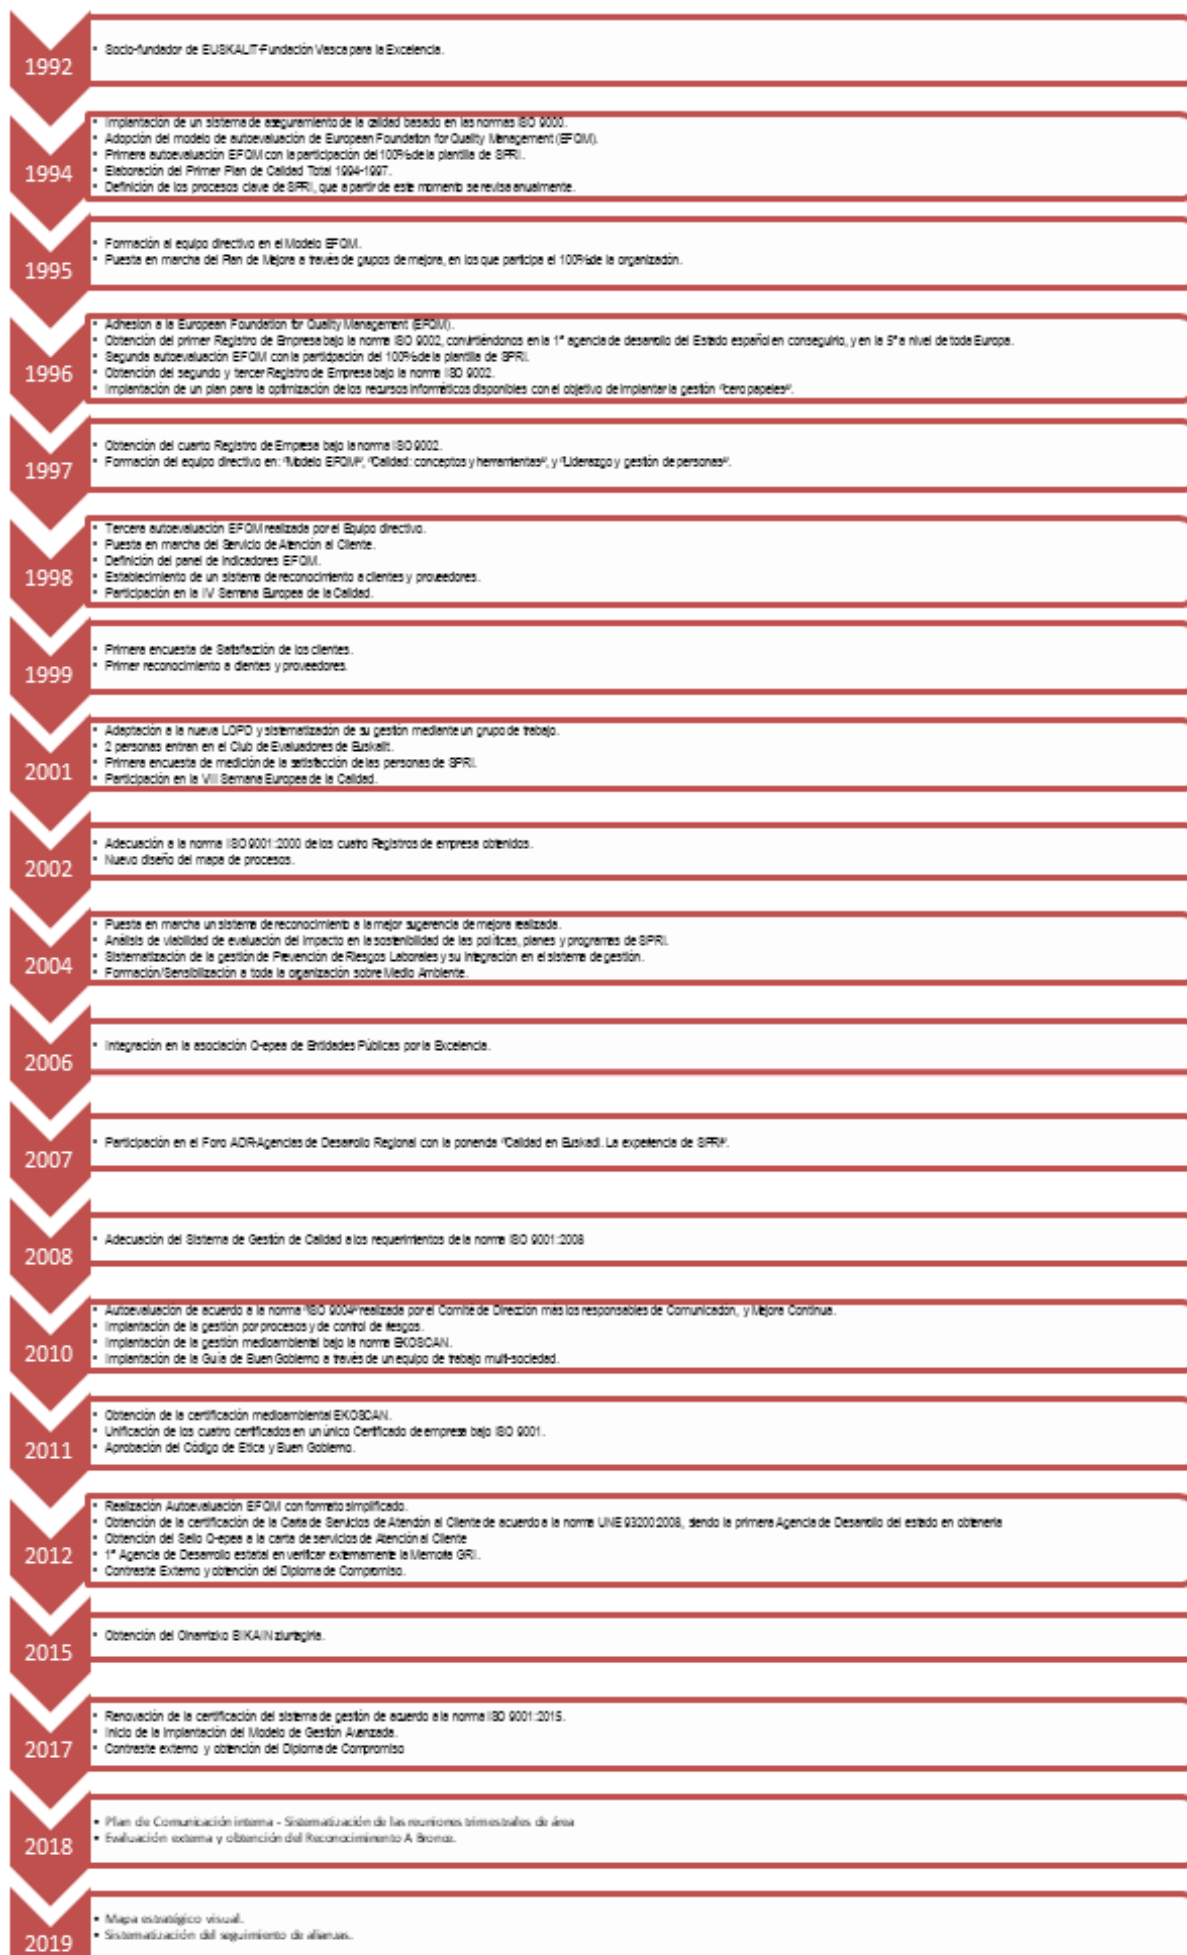 1992
▪ Socio-fundador de EUSKALIT-Fundación Vasca para la Excelencia.
1994
▪ Implantación de un sistema de aseguramiento de la calidad basado en las normas ISO 9000.
▪ Adopción del modelo de autoevaluación de European Foundation for Quality Management (EFQM).
▪ Primera autoevaluación EFQM con la participación del 100% de la plantilla de SPRI.
▪ Elaboración del Primer Plan de Calidad Total 1994-1997.
▪ Definición de los procesos clave de SPRI, que a partir de este momento se revisa anualmente.
1995
▪ Formación al equipo directivo en el Modelo EFQM.
▪ Puesta en marcha del Plan de Mejora a través de grupos de mejora, en los que participa el 100% de la organización.
1996
▪ Adhesion a la European Foundation for Quality Management (EFQM).
▪ Obtención del primer Registro de Empresa bajo la norma ISO 9002, convirtiéndonos en la 1ª agencia de desarrollo del Estado español en conseguirlo, y en la 5ª a nivel de toda Europa.
▪ Segunda autoevaluación EFQM con la participación del 100% de la plantilla de SPRI.
▪ Obtención del segundo y tercer Registro de Empresa bajo la norma ISO 9002.
▪ Implantación de un plan para la optimización de los recursos informáticos disponibles con el objetivo de implantar la gestión "cero papeles".
1997
▪ Obtención del cuarto Registro de Empresa bajo la norma ISO 9002.
▪ Formación del equipo directivo en: "Modelo EFQM", "Calidad: conceptos y herramientas", y "Liderazgo y gestión de personas".
1998
▪ Tercera autoevaluación EFQM realizada por el Equipo directivo.
▪ Puesta en marcha del Servicio de Atención al Cliente.
▪ Definición del panel de Indicadores EFQM.
▪ Establecimiento de un sistema de reconocimiento a clientes y proveedores.
▪ Participación en la IV Semana Europea de la Calidad.
1999
▪ Primera encuesta de Satisfacción de los clientes.
▪ Primer reconocimiento a clientes y proveedores.
2001
▪ Adaptación a la nueva LOPD y sistematización de su gestión mediante un grupo de trabajo.
▪ 2 personas entran en el Club de Evaluadores de Euskalit.
▪ Primera encuesta de medición de la satisfacción de las personas de SPRI.
▪ Participación en la VII Semana Europea de la Calidad.
2002
▪ Adecuación a la norma ISO 9001:2000 de los cuatro Registros de empresa obtenidos.
▪ Nuevo diseño del mapa de procesos.
2004
▪ Puesta en marcha un sistema de reconocimiento a la mejor sugerencia de mejora realizada.
▪ Análisis de viabilidad de evaluación del impacto en la sostenibilidad de las políticas, planes y programas de SPRI.
▪ Sistematización de la gestión de Prevención de Riesgos Laborales y su integración en el sistema de gestión.
▪ Formación/Sensibilización a toda la organización sobre Medio Ambiente.
2006
▪ Integración en la asociación Q-epea de Entidades Públicas por la Excelencia.
2007
▪ Participación en el Foro ADR-Agencias de Desarrollo Regional con la ponencia "Calidad en Euskadi. La experiencia de SPRI".
2008
▪ Adecuación del Sistema de Gestión de Calidad a los requerimientos de la norma ISO 9001:2008
2010
▪ Autoevaluación de acuerdo a la norma "ISO 9004" realizada por el Comité de Dirección más los responsables de Comunicación, y Mejora Continua.
▪ Implantación de la gestión por procesos y de control de riesgos.
▪ Implantación de la gestión medioambiental bajo la norma EKOSCAN.
▪ Implantación de la Guía de Buen Gobierno a través de un equipo de trabajo multi-sociedad.
2011
▪ Obtención de la certificación medioambiental EKOSCAN.
▪ Unificación de los cuatro certificados en un único Certificado de empresa bajo ISO 9001.
▪ Aprobación del Código de Etica y Buen Gobierno.
2012
▪ Realización Autoevaluación EFQM con formato simplificado.
▪ Obtención de la certificación de la Carta de Servicios de Atención al Cliente de acuerdo a la norma UNE 93200:2008, siendo la primera Agencia de Desarrollo del estado en obtenerla
▪ Obtención del Sello Q-epea a la carta de servicios de Atención al Cliente
▪ 1ª Agencia de Desarrollo estatal en verificar externamente la Memoria GRI.
▪ Contraste Externo y obtención del Diploma de Compromiso.
2015
▪ Obtención del Oinarrizko BIKAIN ziurtagiria.
2017
▪ Renovación de la certificación del sistema de gestión de acuerdo a la norma ISO 9001:2015.
▪ Inicio de la Implantación del Modelo de Gestión Avanzada.
▪ Contraste externo y obtención del Diploma de Compromiso
2018
• Plan de Comunicación interna - Sistematización de las reuniones trimestrales de área
• Evaluación externa y obtención del Reconocimiento A Bronce.
2019
• Mapa estratégico visual.
• Sistematización del seguimiento de alianzas.